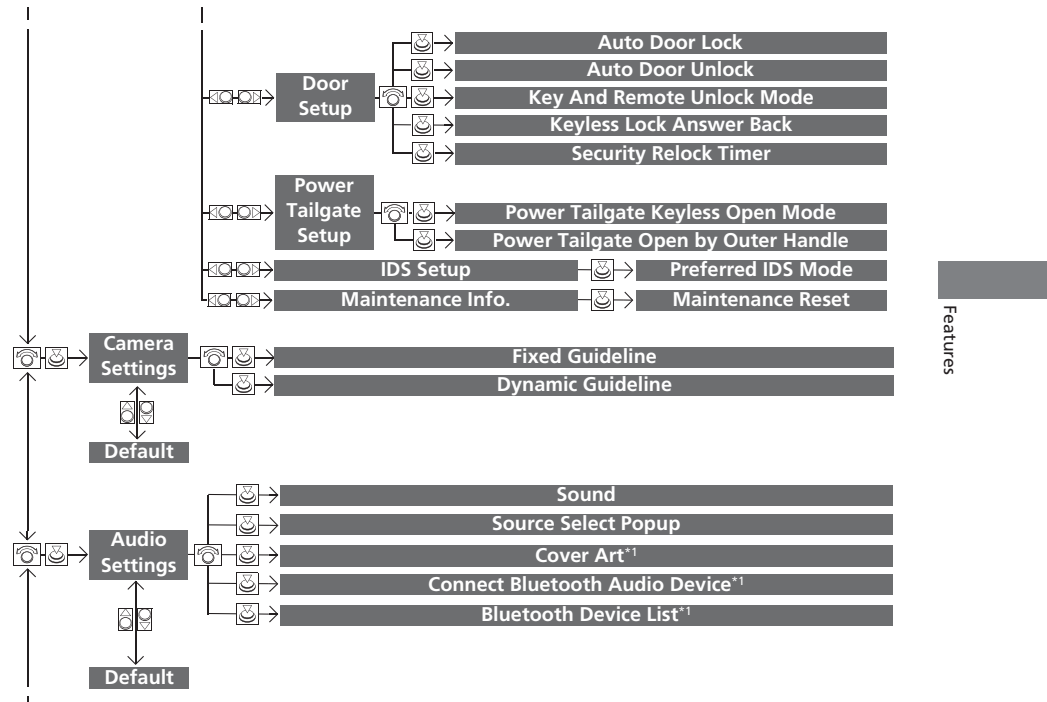 Door
Setup
Auto Door Lock
Auto Door Unlock
Key And Remote Unlock Mode
Keyless Lock Answer Back
Security Relock Timer
Power
Tailgate
Setup
Power Tailgate Keyless Open Mode
Power Tailgate Open by Outer Handle
IDS Setup
Preferred IDS Mode
Maintenance Info.
Maintenance Reset
Camera
Settings
Fixed Guideline
Dynamic Guideline
Default
Audio
Settings
Sound
Source Select Popup
Cover Art*1
Connect Bluetooth Audio Device*1
Bluetooth Device List*1
Default
Features